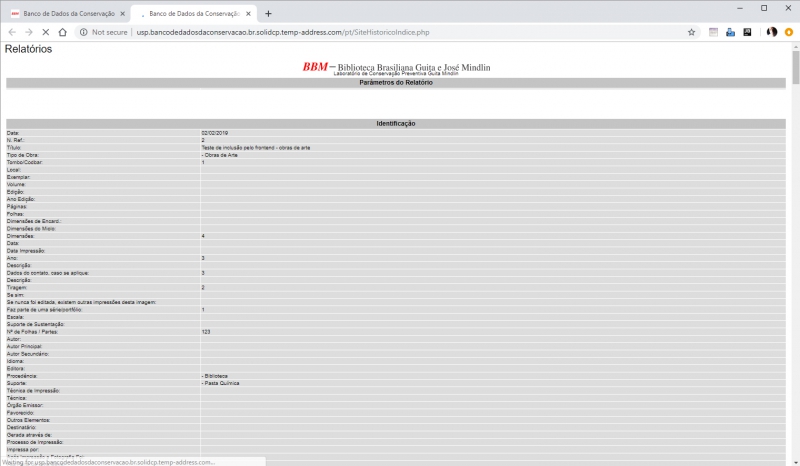 Banco de Dados da Conservação
Banco de Dados da Conservação
Not secure | usp.bancodedadosdaconservacao.br.solidcp.temp-address.com/pt/SiteHistoricoIndice.php
Relatórios
BBM – Biblioteca Brasiliana Guita e José Mindlin
Laboratório de Conservação Preventiva Guita Mindlin
Parâmetros do Relatório
Identificação
Data: 02/02/2019
N. Ref.: 2
Título: Teste de inclusão pelo frontend - obras de arte
Tipo de Obra: - Obras de Arte
Tombo/Codbar: 1
Local:
Exemplar:
Volume:
Edição:
Ano Edição:
Páginas:
Folhas:
Dimensões de Encard.:
Dimensões do Miolo:
Dimensões: 4
Data:
Data Impressão:
Ano: 3
Descrição:
Dados do contato, caso se aplique: 3
Descrição:
Tiragem: 2
Se sim:
Se nunca foi editada, existem outras impressões desta imagem:
Faz parte de uma série/portfólio: 1
Escala:
Suporte de Sustentação:
Nº de Folhas / Partes: 123
Autor:
Autor Principal:
Autor Secundário:
Idioma:
Editora:
Procedência: - Biblioteca
Suporte: - Pasta Química
Técnica de Impressão:
Técnica:
Órgão Emissor:
Favorecido:
Outros Elementos:
Destinatário:
Gerada através de:
Processo de Impressão:
Impressa por:
Waiting for usp.bancodedadosdaconservacao.br.solidcp.temp-address.com...